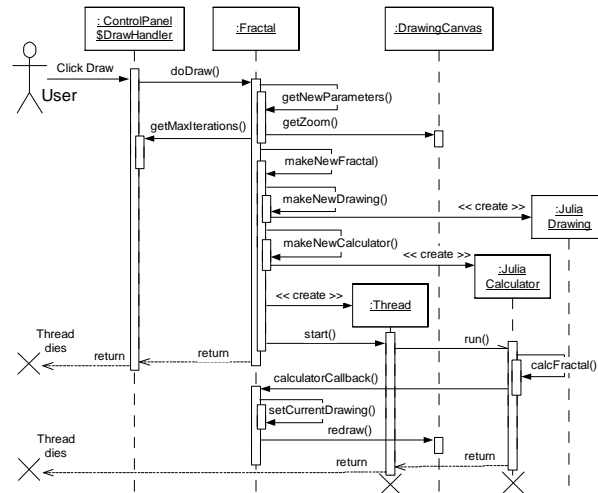 : ControlPanel
$DrawHandler
:Fractal
:DrawingCanvas
Click Draw
User
doDraw()
getNewParameters()
getMaxIterations()
getZoom()
makeNewFractal)
makeNewDrawing()
<< create >>
:Julia
Drawing
makeNewCalculator()
<< create >>
:Julia
Calculator
<< create >>
:Thread
Thread
dies
start()
run()
return
return
calcFractal()
calculatorCallback()
setCurrentDrawing()
redraw()
Thread
dies
return
return